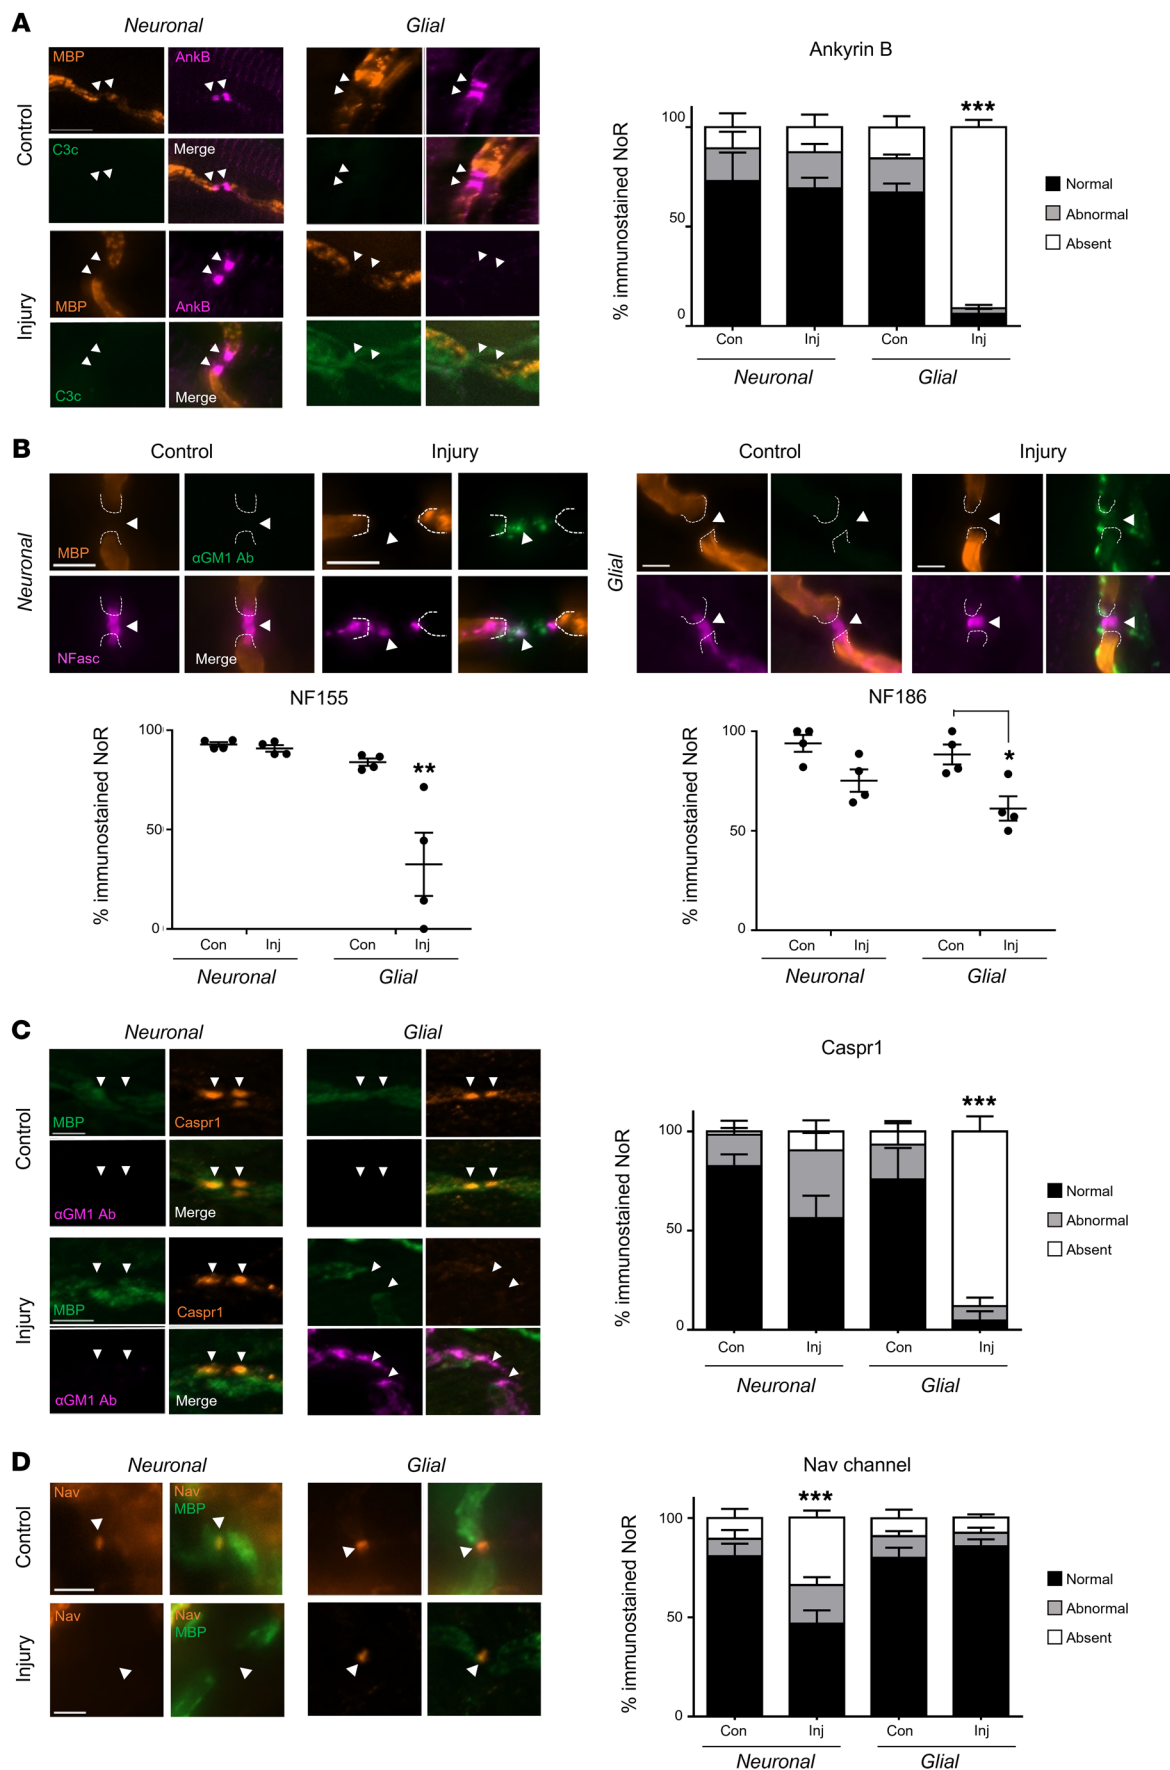 A
Neuronal
Glial
Ankyrin B
Control
MBP
AnkB
C3c
Merge
Injury
MBP
AnkB
C3c
Merge
% immunostained NoR
100
50
0
***
Con
Inj
Con
Inj
Neuronal
Glial
Normal
Abnormal
Absent
B
Control
Injury
Control
Injury
Neuronal
MBP
αGM1 Ab
NFasc
Merge
Glial
NF155
% immunostained NoR
100
50
0
**
Con
Inj
Con
Inj
Neuronal
Glial
NF186
% immunostained NoR
100
50
0
*
Con
Inj
Con
Inj
Neuronal
Glial
C
Neuronal
Glial
Caspr1
Control
MBP
Caspr1
αGM1 Ab
Merge
Injury
MBP
Caspr1
αGM1 Ab
Merge
% immunostained NoR
100
50
0
***
Con
Inj
Con
Inj
Neuronal
Glial
Normal
Abnormal
Absent
D
Neuronal
Glial
Nav channel
Control
Nav
Nav
MBP
Injury
Nav
Nav
MBP
% immunostained NoR
100
50
0
***
Con
Inj
Con
Inj
Neuronal
Glial
Normal
Abnormal
Absent